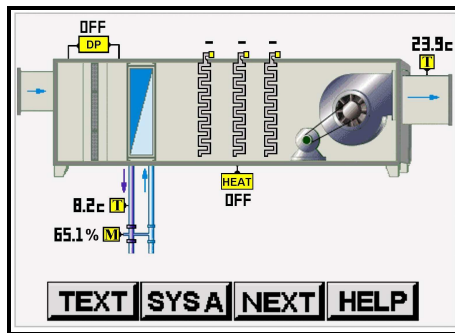 OFF
DP
23.9c
T
- - -
HEAT
OFF
8.2c T
65.1% M
TEXT SYS A NEXT HELP